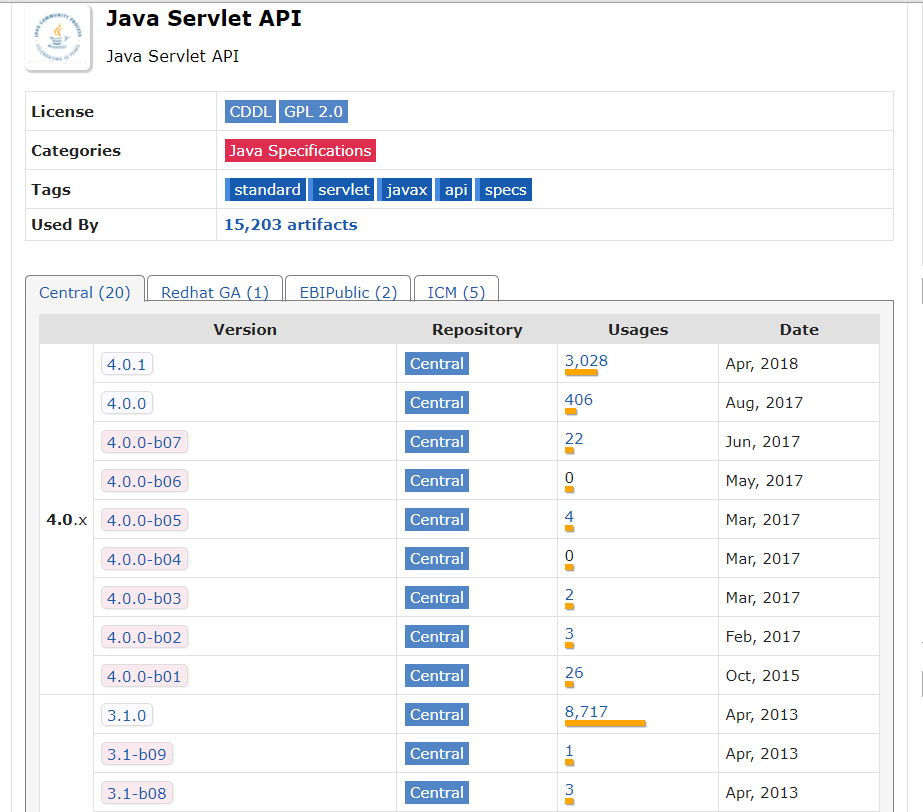 Java Servlet API
Java Servlet API
License CDDL GPL 2.0
Categories Java Specifications
Tags standard servlet javax api specs
Used By 15,203 artifacts
Central (20) Redhat GA (1) EBIPublic (2) ICM (5)
Version Repository Usages Date
4.0.1 Central 3,028 Apr, 2018
4.0.0 Central 406 Aug, 2017
4.0.0-b07 Central 22 Jun, 2017
4.0.0-b06 Central 0 May, 2017
4.0.x 4.0.0-b05 Central 4 Mar, 2017
4.0.0-b04 Central 0 Mar, 2017
4.0.0-b03 Central 2 Mar, 2017
4.0.0-b02 Central 3 Feb, 2017
4.0.0-b01 Central 26 Oct, 2015
3.1.0 Central 8,717 Apr, 2013
3.1-b09 Central 1 Apr, 2013
3.1-b08 Central 3 Apr, 2013